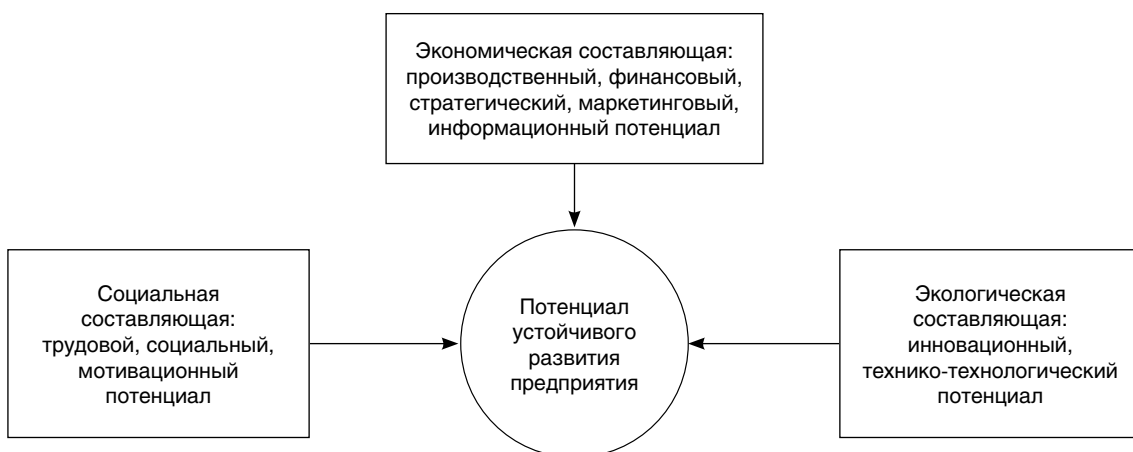 Экономическая составляющая:
производственный, финансовый,
стратегический, маркетинговый,
информационный потенциал
Социальная
составляющая:
трудовой, социальный,
мотивационный
потенциал
Потенциал
устойчивого
развития
предприятия
Экологическая
составляющая:
инновационный,
технико-технологический
потенциал